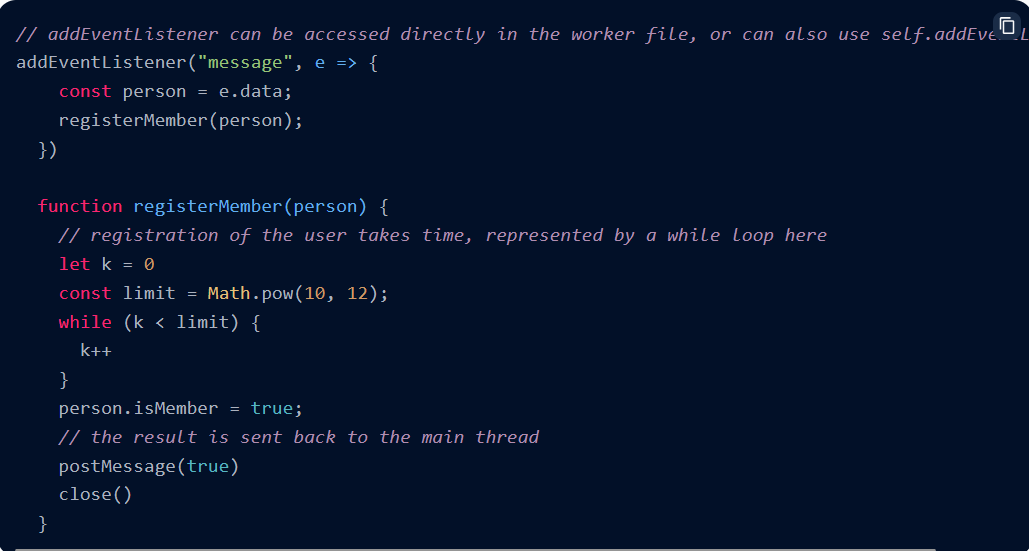 // addEventListener can be accessed directly in the worker file, or can also use self.
addEventListener("message", e => {
const person = e.data;
registerMember(person);
})
function registerMember(person) {
// registration of the user takes time, represented by a while loop here
let k = 0
const limit = Math.pow(10, 12);
while (k < limit) {
k++
}
person.isMember = true;
// the result is sent back to the main thread
postMessage(true)
close()
}